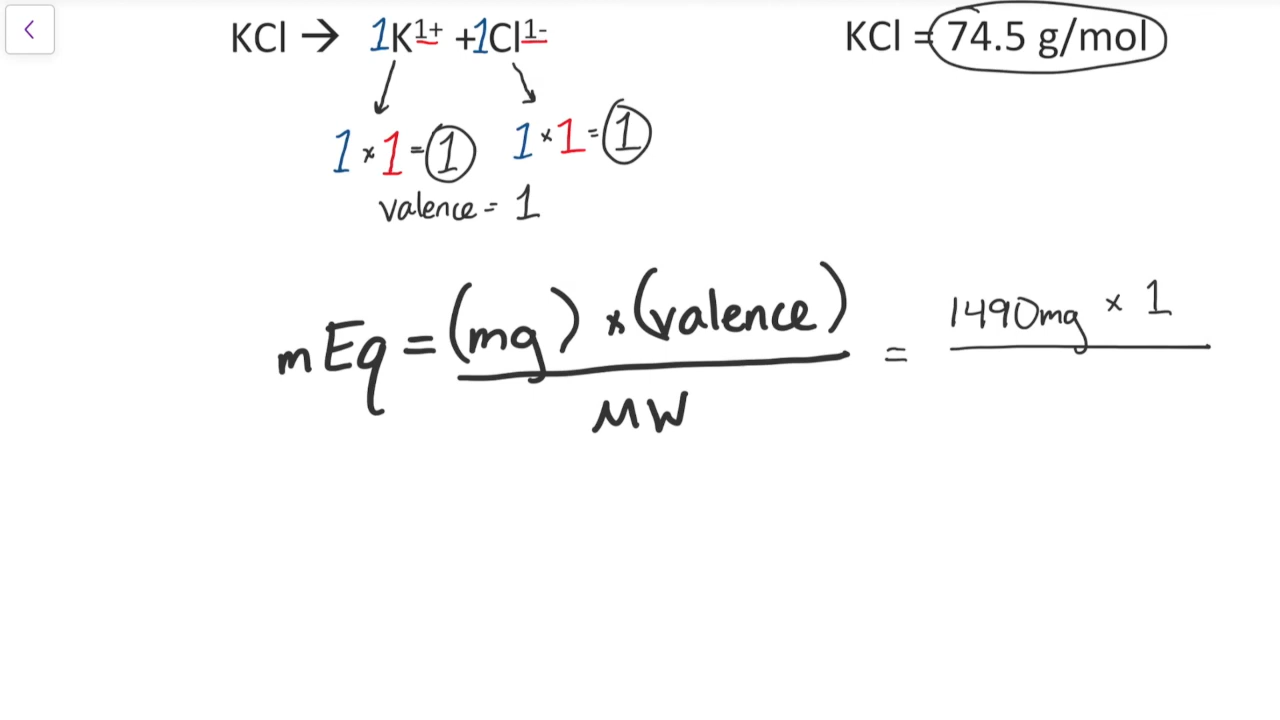 KCl → 1K¹⁺ + 1Cl¹⁻
KCl = 74.5 g/mol
1 × 1 = 1
1 × 1 = 1
valence = 1
mEq = (mg) × (valence) = 1490mg × 1
MW